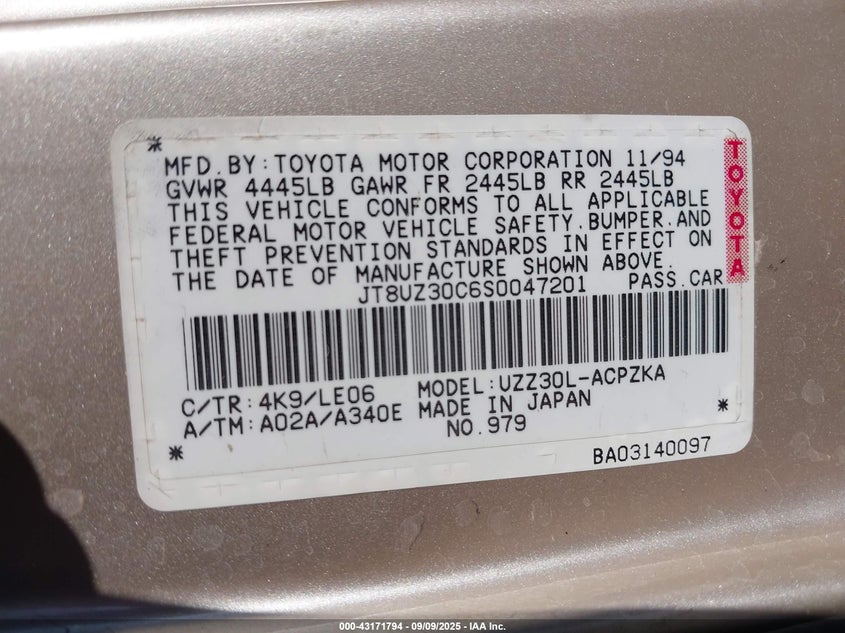 MFD.BY:TOYOTA MOTOR CORPORATION 11/94
GVWR 4445LB GAWR FR 2445LB RR 2445LB
THIS VEHICLE CONFORMS TO ALL APPLICABLE
FEDERAL MOTOR VEHICLE SAFETY,BUMPER,AND
THEFT PREVENTION STANDARDS IN EFFECT ON
THE DATE OF MANUFACTURE SHOWN ABOVE.
JT8UZ30C6S0047201 PASS.CAR
TOYOTA
C/TR:4K9/LE06 MODEL:UZZ30L-ACPZKA
A/TM:A02A/A340E MADE IN JAPAN
NO.979
BA03140097
000-43171794 - 09/09/2025 - IAA Inc.